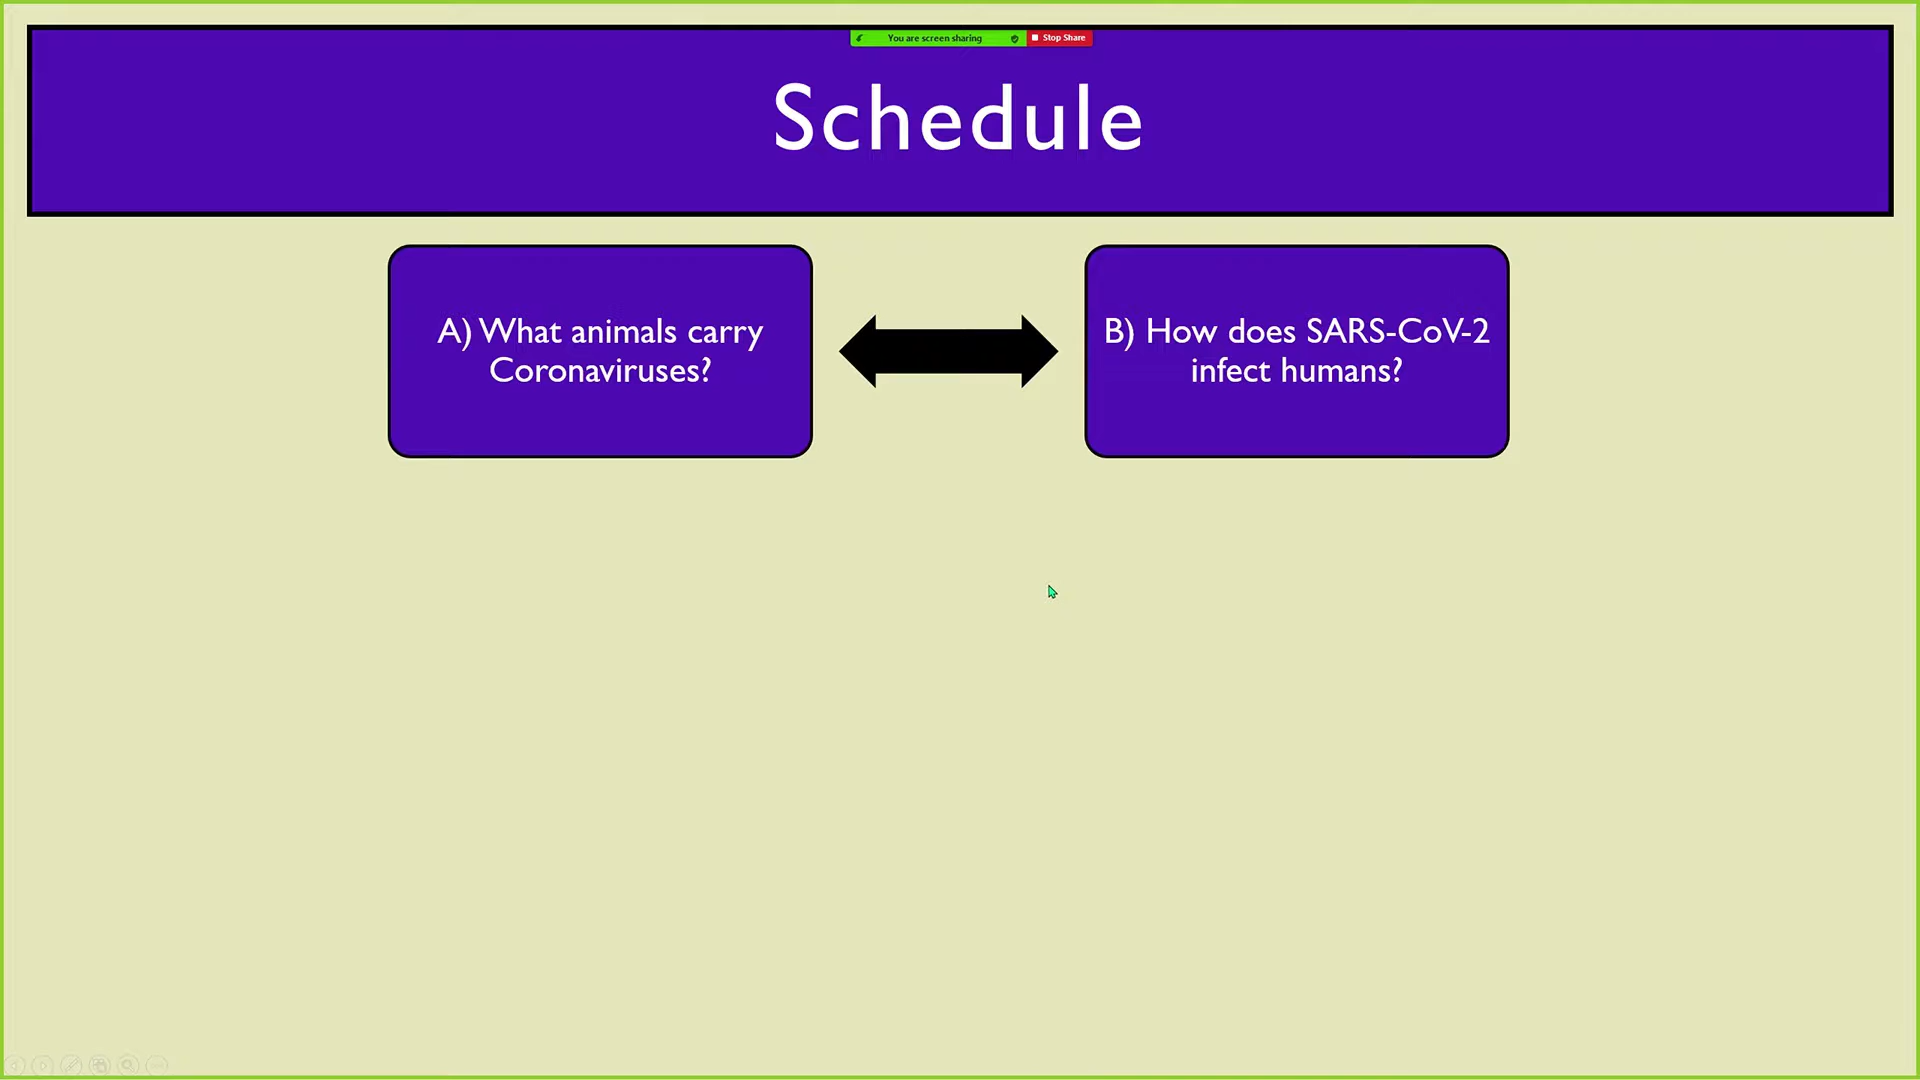 You are screen sharing
Stop Share
Schedule
A) What animals carry
Coronaviruses?
B) How does SARS-CoV-2
infect humans?